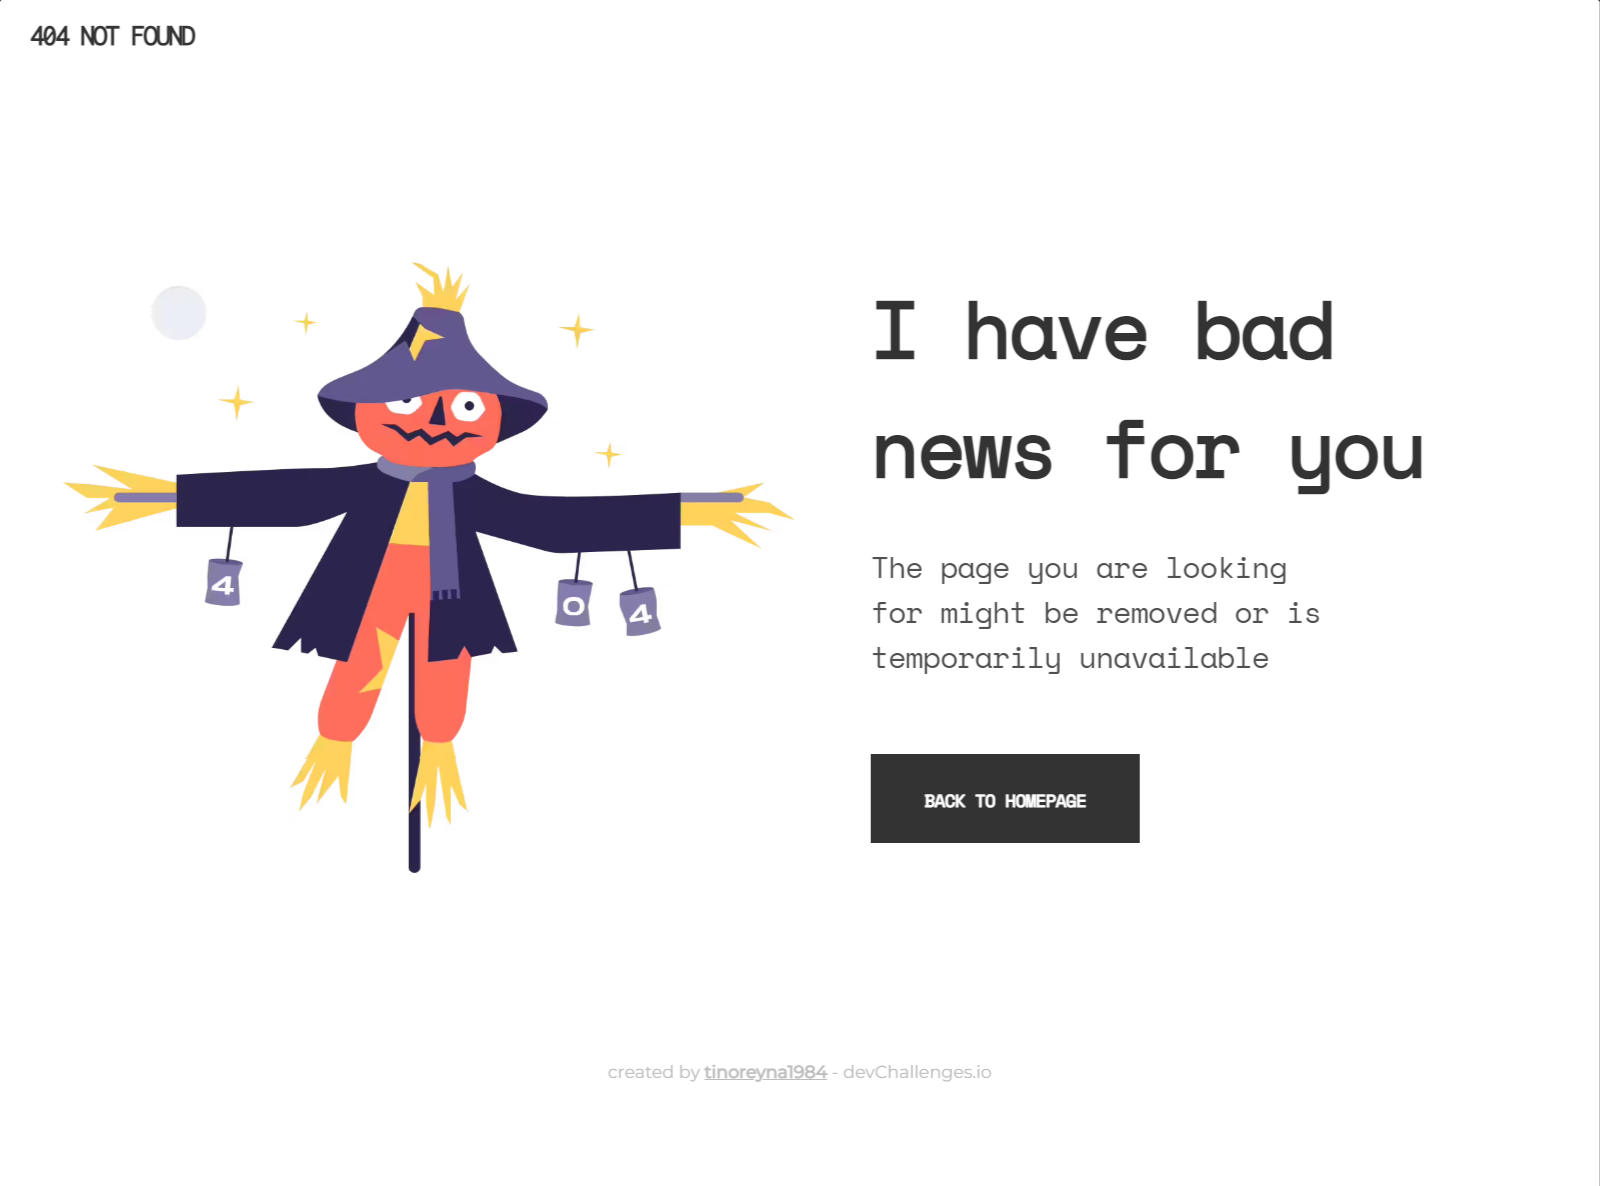 404 NOT FOUND
I have bad
news for you
The page you are looking
for might be removed or is
temporarily unavailable
4
0
4
BACK TO HOMEPAGE
created by tinoreyna1984 - devChallenges.io